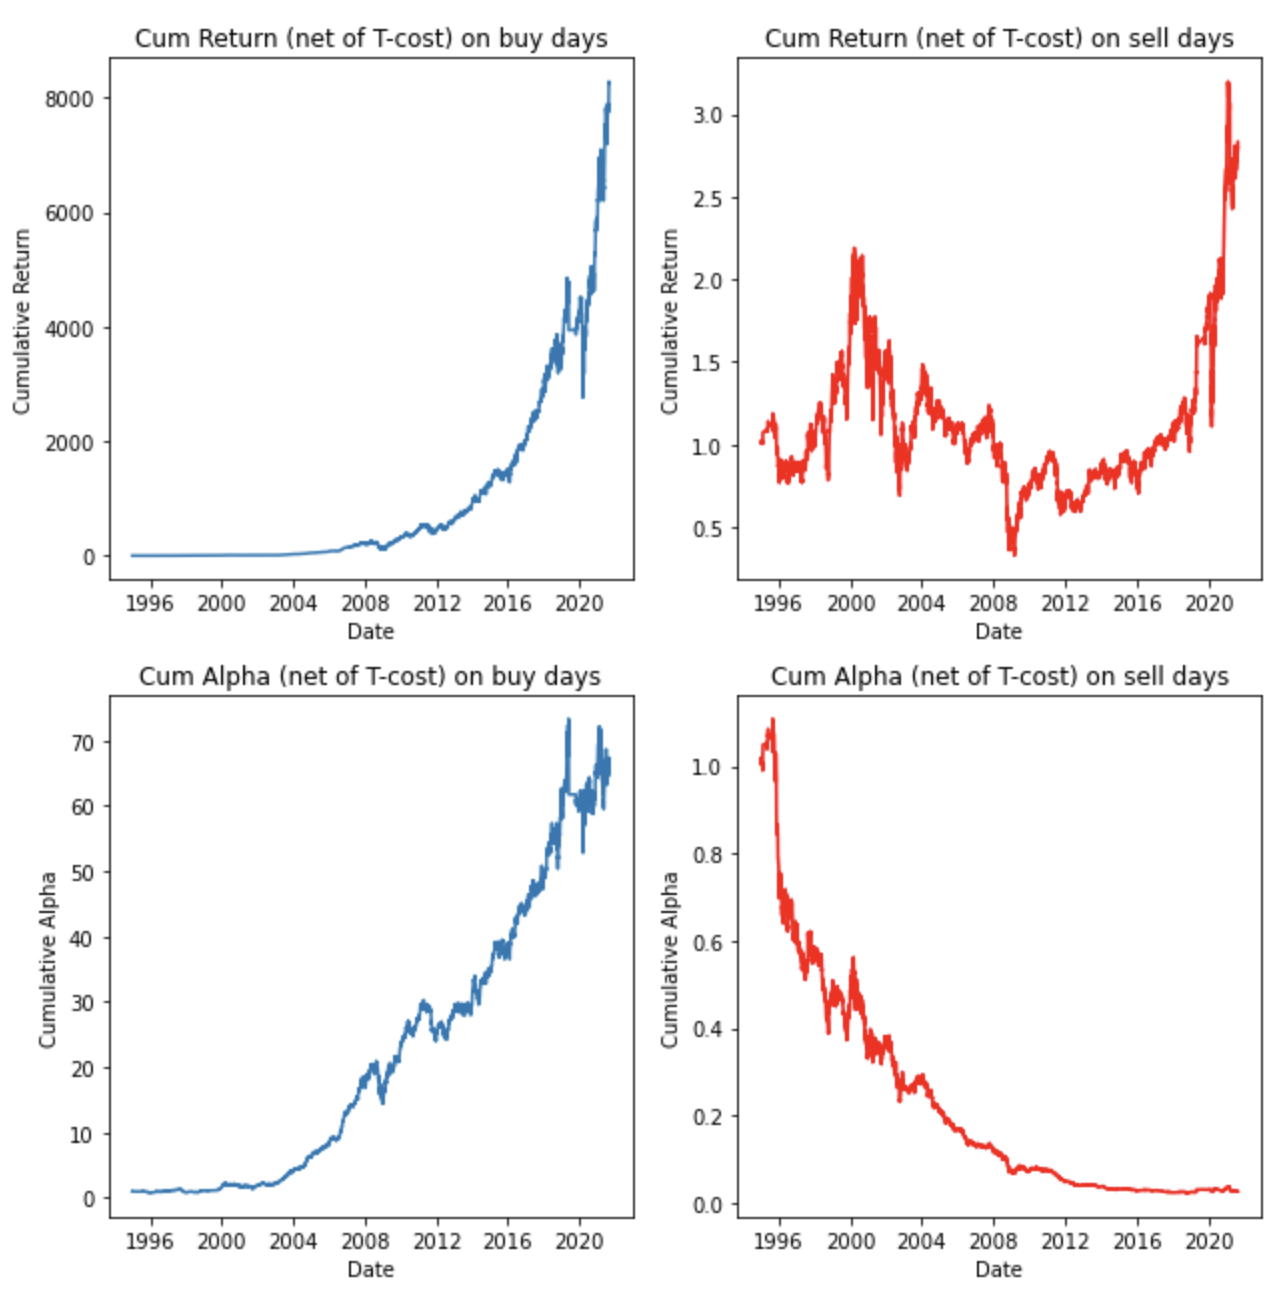 Cum Return (net of T-cost) on buy days
8000
6000
4000
2000
0
Cumulative Return
1996 2000 2004 2008 2012 2016 2020
Date
Cum Return (net of T-cost) on sell days
3.0
2.5
2.0
1.5
1.0
0.5
Cumulative Return
1996 2000 2004 2008 2012 2016 2020
Date
Cum Alpha (net of T-cost) on buy days
70
60
50
40
30
20
10
0
Cumulative Alpha
1996 2000 2004 2008 2012 2016 2020
Date
Cum Alpha (net of T-cost) on sell days
1.0
0.8
0.6
0.4
0.2
0.0
Cumulative Alpha
1996 2000 2004 2008 2012 2016 2020
Date